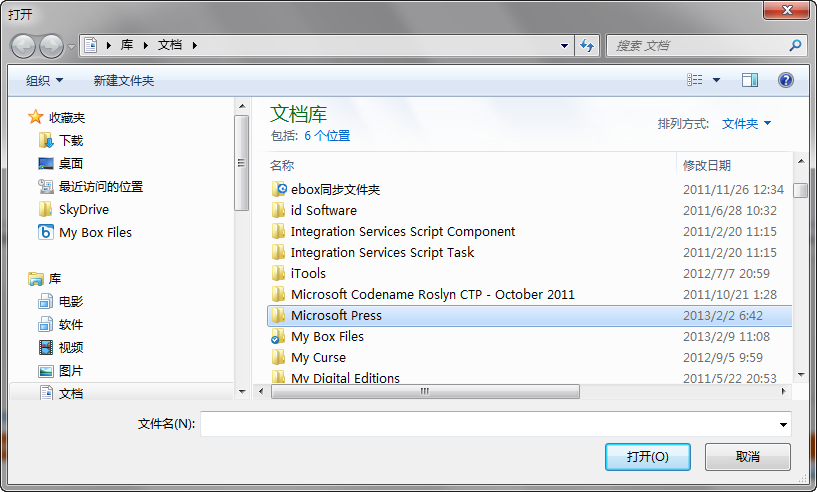 打开
库 文档
搜索 文档
组织 新建文件夹
收藏夹
下载
桌面
最近访问的位置
SkyDrive
My Box Files
库
电影
软件
视频
图片
文档
文档库
包括: 6 个位置
排列方式: 文件夹
名称 修改日期
ebox同步文件夹 2011/11/26 12:34
id Software 2011/6/28 10:32
Integration Services Script Component 2011/2/20 11:15
Integration Services Script Task 2011/2/20 11:15
iTools 2012/7/7 20:59
Microsoft Codename Roslyn CTP - October 2011 2011/10/21 1:28
Microsoft Press 2013/2/2 6:42
My Box Files 2013/2/9 11:08
My Curse 2012/9/5 9:59
My Digital Editions 2011/5/22 20:53
文件名(N):
打开(O) 取消